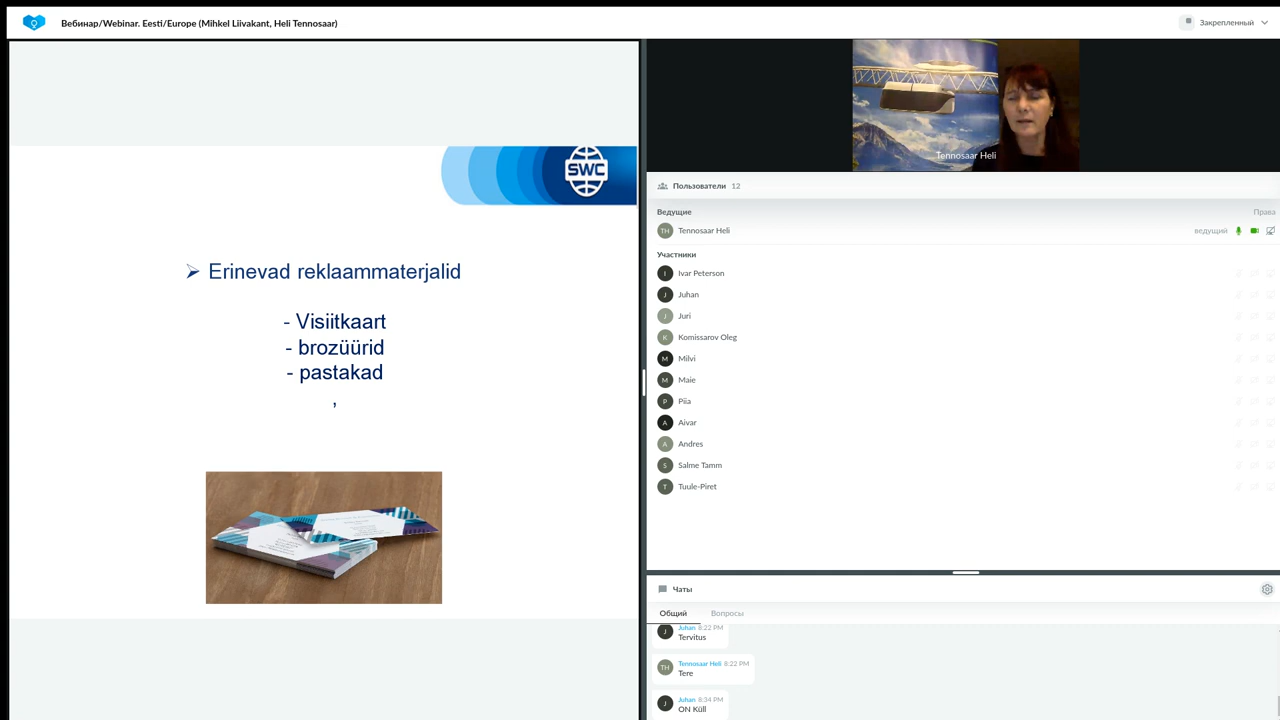 Вебинар/Webinar. Eesti/Europe (Mihkel Liivakant, Heli Tennosaar)
Закрепленный
SWC
➢ Erinevad reklaammaterjalid
- Visiitkaart
- brozüürid
- pastakad
,
Tennosaar Heli
Пользователи 12
Ведущие Права
TH Tennosaar Heli ведущий
Участники
I Ivar Peterson
J Juhan
J Juri
K Komissarov Oleg
M Milvi
M Maie
P Piia
A Aivar
A Andres
S Salme Tamm
T Tuule-Piret
Чаты
Общий Вопросы
J Juhan 8:22 PM
Tervitus
TH Tennosaar Heli 8:22 PM
Tere
J Juhan 8:34 PM
ON Küll